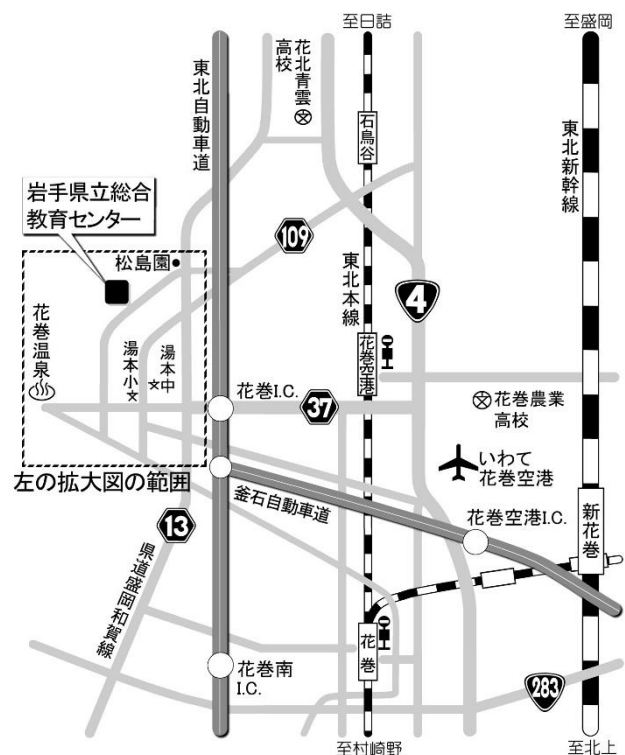 至日詰
至盛岡
東北自動車道
花北青雲
高校
石鳥谷
東北新幹線
岩手県立総合
教育センター
109
東北本線
松島園
4
花巻温泉
湯本小
湯本中
花巻空港
花巻I.C.
37
花巻農業
高校
いわて
花巻空港
左の拡大図の範囲
釜石自動車道
花巻空港I.C.
新花巻
13
県道盛岡和賀線
花巻
花巻南
I.C.
283
至村崎野
至北上